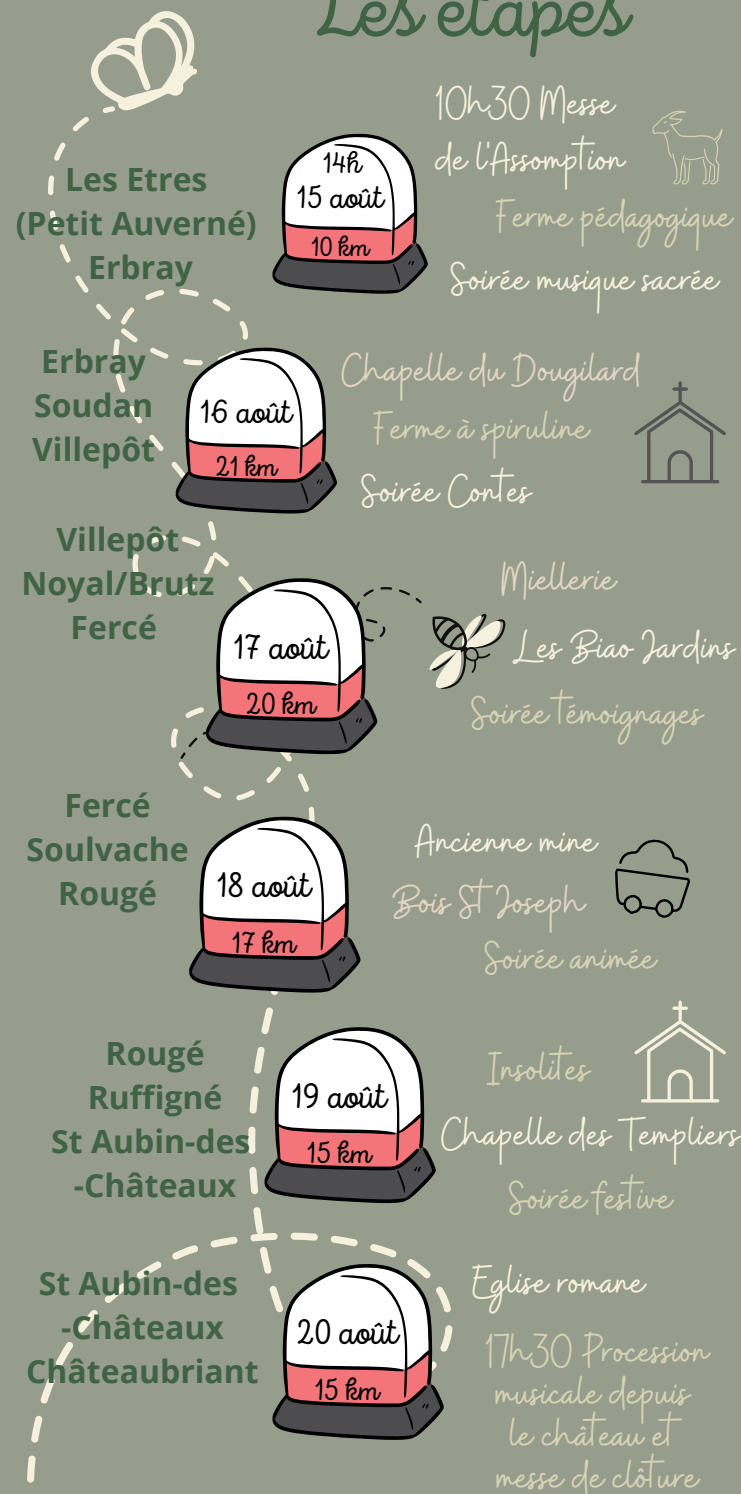 Les étapes
Les Etres
(Petit Auverné)
Erbray
14h
15 août
10 km
10h30 Messe
de l'Assomption
Ferme pédagogique
Soirée musique sacrée
Erbray
Soudan
Villepôt
16 août
21 km
Chapelle du Dougilard
Ferme à spiruline
Soirée Contes
Villepôt
Noyal/Brutz
Fercé
17 août
20 km
Miellerie
Les Biao Jardins
Soirée témoignages
Fercé
Soulvache
Rougé
18 août
17 km
Ancienne mine
Bois St Joseph
Soirée animée
Rougé
Ruffigné
St Aubin-des
-Châteaux
19 août
15 km
Insolites
Chapelle des Templiers
Soirée festive
St Aubin-des
-Châteaux
Châteaubriant
20 août
15 km
Eglise romane
17h30 Procession
musicale depuis
le château et
messe de clôture